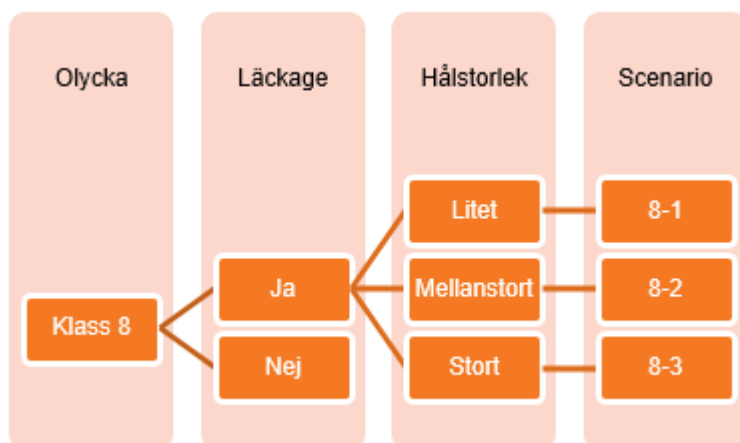 Olycka
Läckage
Hålstorlek
Scenario
Klass 8
Ja
Nej
Litet
Mellanstort
Stort
8-1
8-2
8-3